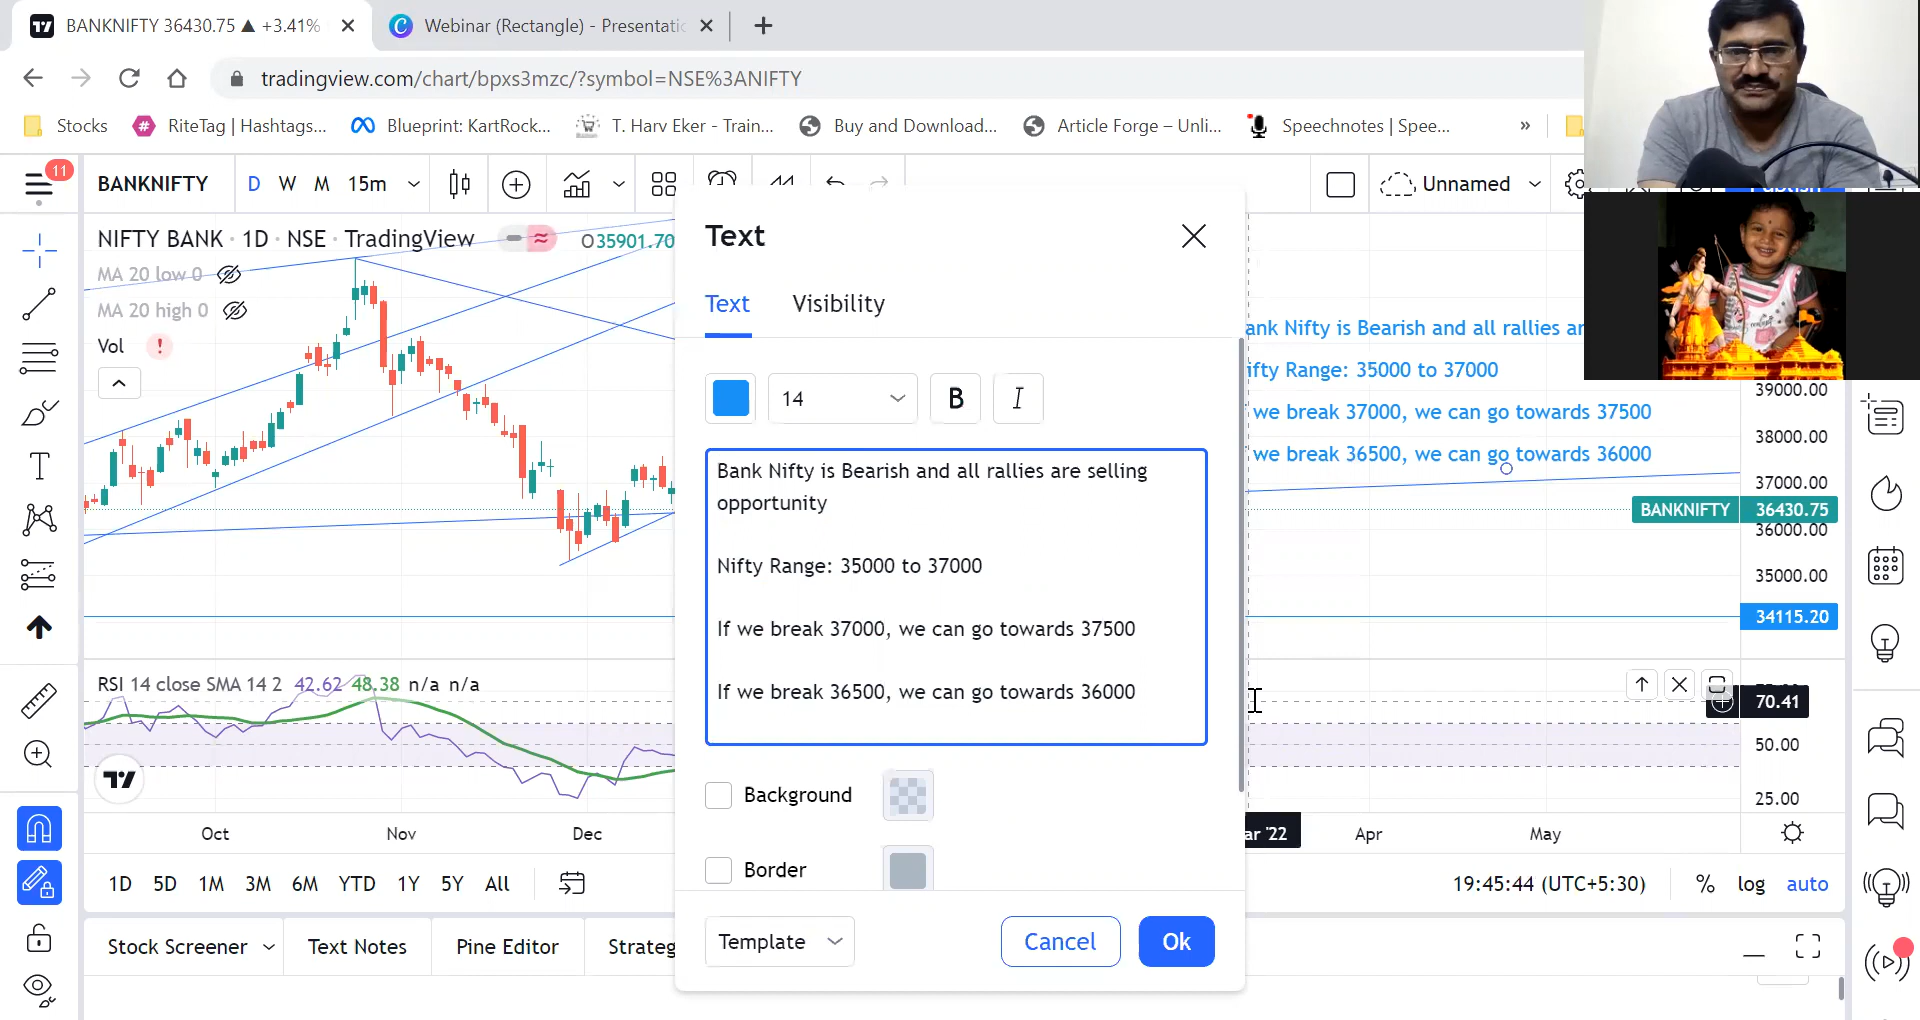 BANKNIFTY 36430.75 ▲ +3.41%
Webinar (Rectangle) - Presentatic
tradingview.com/chart/bpxs3mzc/?symbol=NSE%3ANIFTY
Stocks
RiteTag | Hashtags...
Blueprint: KartRock...
T. Harv Eker - Train...
Buy and Download...
Article Forge – Unli...
Speechnotes | Spee...
»
11
BANKNIFTY
D W M 15m
Unnamed
NIFTY BANK · 1D · NSE · TradingView
O35901.70
MA 20 low 0
MA 20 high 0
Vol
Text
Text
Visibility
14
B
I
Bank Nifty is Bearish and all rallies are selling
opportunity
Nifty Range: 35000 to 37000
If we break 37000, we can go towards 37500
If we break 36500, we can go towards 36000
Background
Border
Template
Cancel
Ok
ank Nifty is Bearish and all rallies ar
ifty Range: 35000 to 37000
we break 37000, we can go towards 37500
we break 36500, we can go towards 36000
39000.00
38000.00
37000.00
BANKNIFTY 36430.75
36000.00
35000.00
34115.20
RSI 14 close SMA 14 2 42.62 48.38 n/a n/a
70.41
50.00
25.00
Oct
Nov
Dec
ar '22
Apr
May
1D 5D 1M 3M 6M YTD 1Y 5Y All
19:45:44 (UTC+5:30)
%
log
auto
Stock Screener
Text Notes
Pine Editor
Strateg